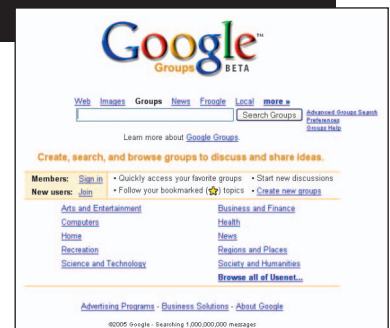 Google™
Groups BETA
Web Images Groups News Froogle Local more »
Search Groups
Advanced Groups Search
Preferences
Groups Help
Learn more about Google Groups.
Create, search, and browse groups to discuss and share ideas.
Members: Sign in • Quickly access your favorite groups • Start new discussions
New users: Join • Follow your bookmarked (☆) topics • Create new groups
Arts and Entertainment Business and Finance
Computers Health
Home News
Recreation Regions and Places
Science and Technology Society and Humanities
Browse all of Usenet...
Advertising Programs - Business Solutions - About Google
©2005 Google - Searching 1,000,000,000 messages